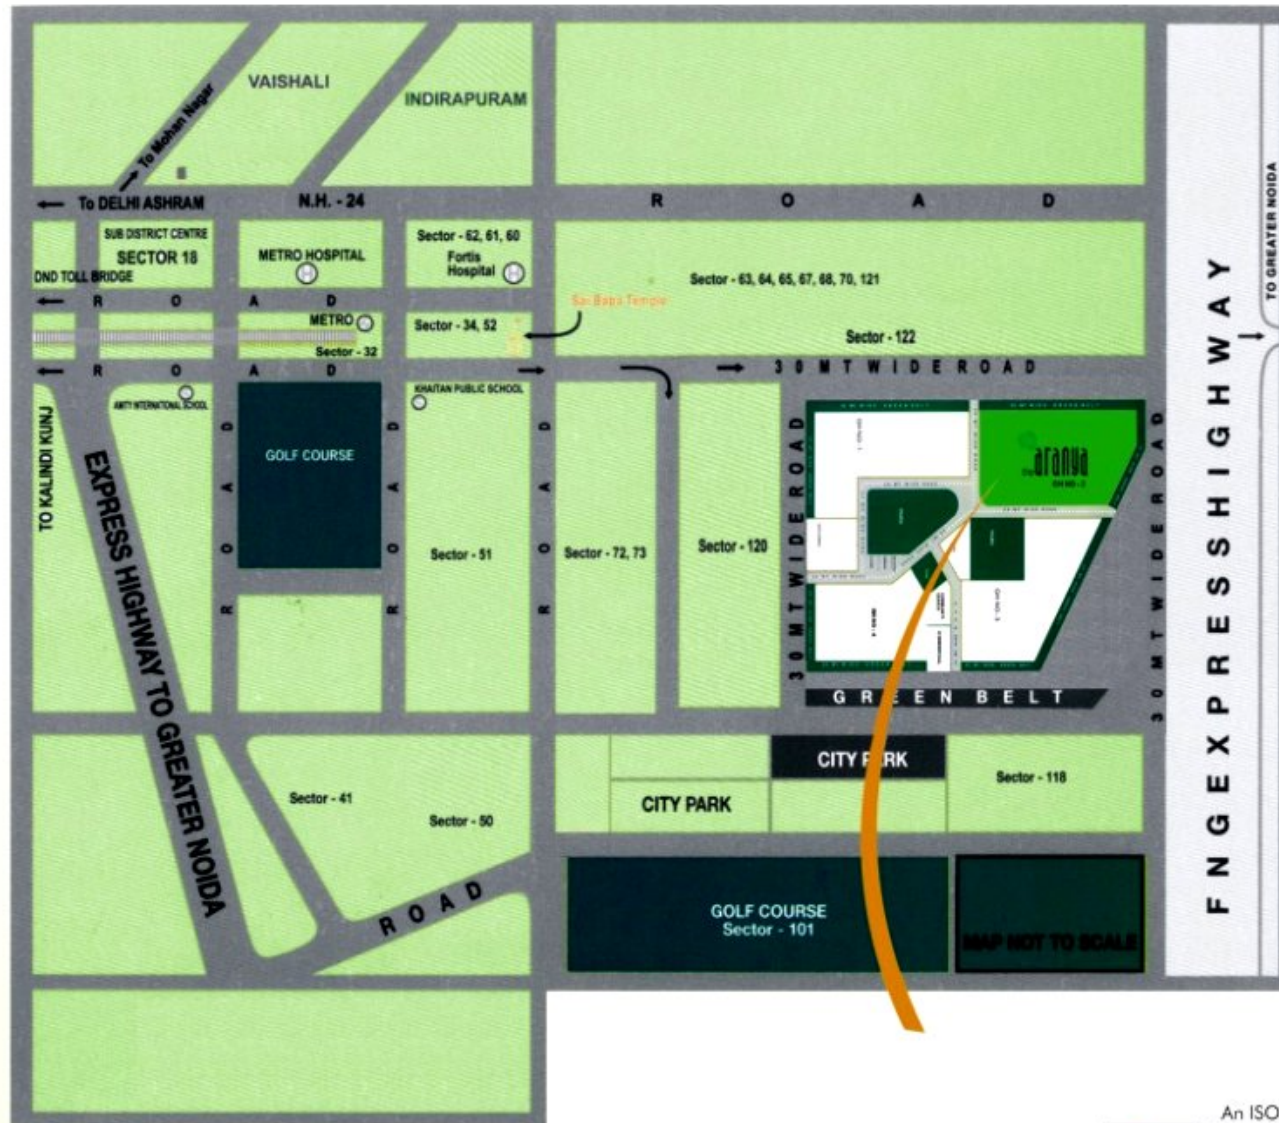 VAISHALI
INDIRAPURAM
To Mohan Nagar
To DELHI ASHRAM
N.H. - 24
R O A D
TO GREATER NOIDA
SUB DISTRICT CENTRE
SECTOR 18
METRO HOSPITAL
Sector - 62, 61, 60
Fortis
Hospital
DND TOLL BRIDGE
Sector - 63, 64, 65, 67, 68, 70, 121
R O A D
Sai Baba Temple
METRO
Sector - 34, 52
Sector - 32
Sector - 122
R O A D
30 MT WIDE ROAD
AMITY INTERNATIONAL SCHOOL
KHAITAN PUBLIC SCHOOL
TO KALINDI KUNJ
EXPRESS HIGHWAY TO GREATER NOIDA
GOLF COURSE
ROAD
ROAD
ROAD
Sector - 51
Sector - 72, 73
Sector - 120
30 MT WIDE ROAD
aranya
30 MT WIDE ROAD
FNG EXPRESS HIGHWAY
GREEN BELT
CITY PARK
CITY PARK
Sector - 118
Sector - 41
Sector - 50
ROAD
GOLF COURSE
Sector - 101
MAP NOT TO SCALE
An ISO